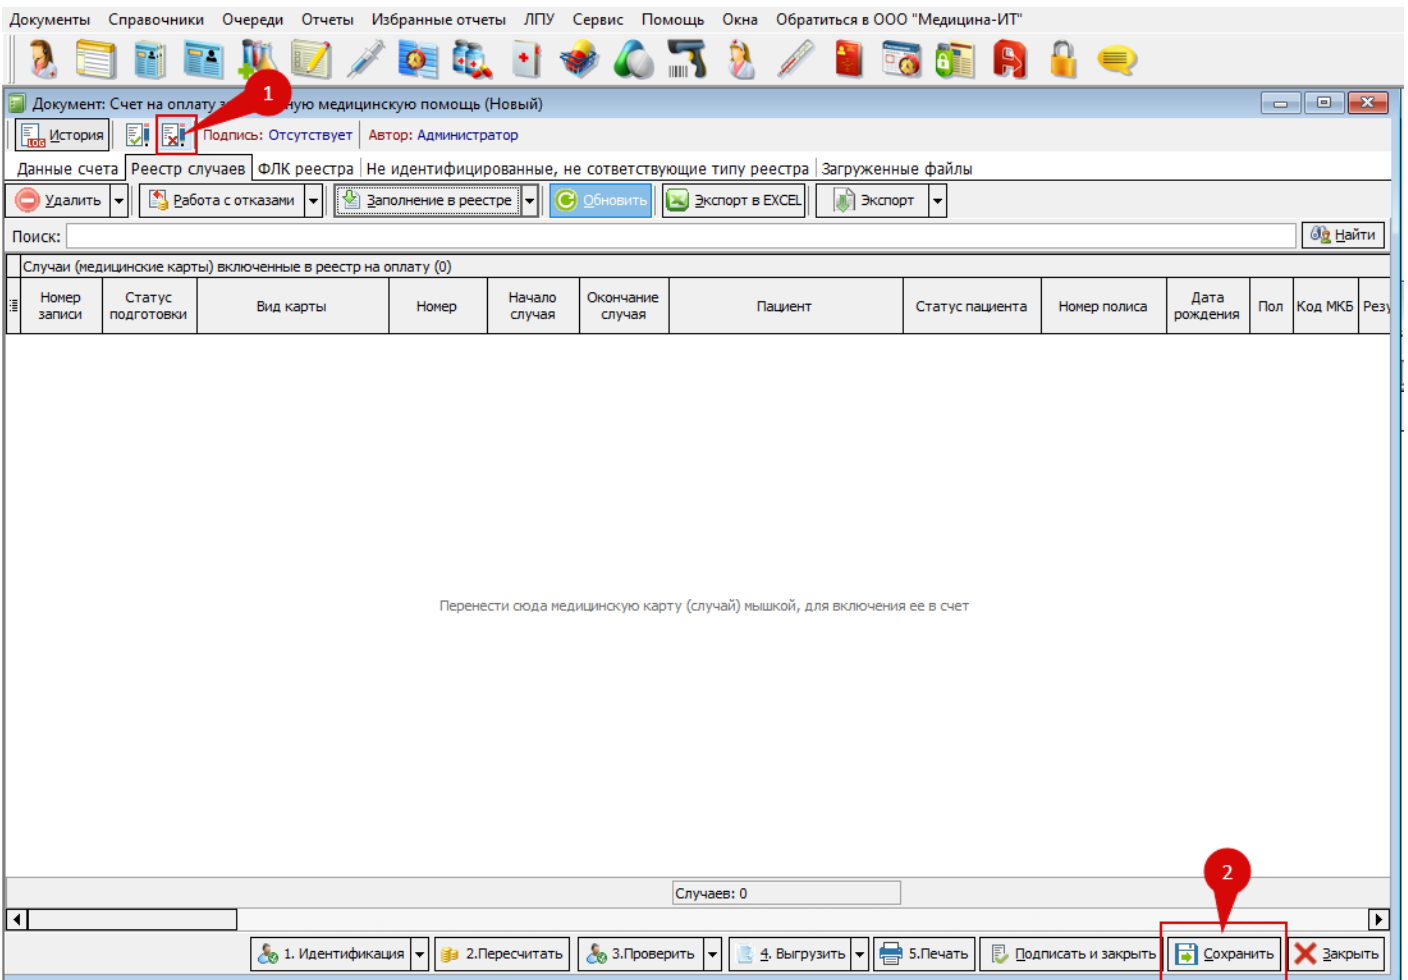 Документы Справочники Очереди Отчеты Избранные отчеты ЛПУ Сервис Помощь Окна Обратиться в ООО "Медицина-ИТ"
1
Документ: Счет на оплату ную медицинскую помощь (Новый)
LOG История Подпись: Отсутствует Автор: Администратор
Данные счета Реестр случаев ФЛК реестра Не идентифицированные, не сответствующие типу реестра Загруженные файлы
Удалить Работа с отказами Заполнение в реестре Обновить Экспорт в EXCEL Экспорт
Поиск: Найти
Случаи (медицинские карты) включенные в реестр на оплату (0)
Номер записи Статус подготовки Вид карты Номер Начало случая Окончание случая Пациент Статус пациента Номер полиса Дата рождения Пол Код МКБ Резу
Перенести сюда медицинскую карту (случай) мышкой, для включения ее в счет
2
Случаев: 0
1. Идентификация 2.Пересчитать 3.Проверить 4. Выгрузить 5.Печать Подписать и закрыть Сохранить Закрыть